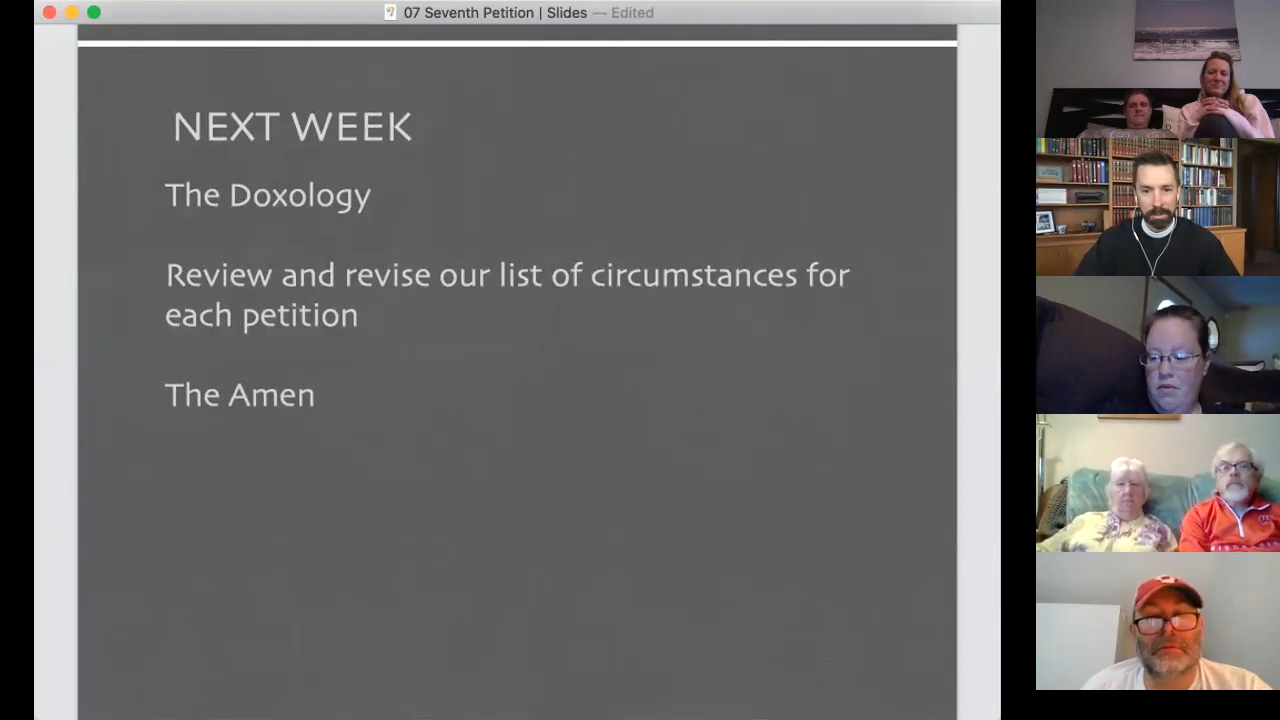 07 Seventh Petition | Slides — Edited
NEXT WEEK
The Doxology
Review and revise our list of circumstances for
each petition
The Amen